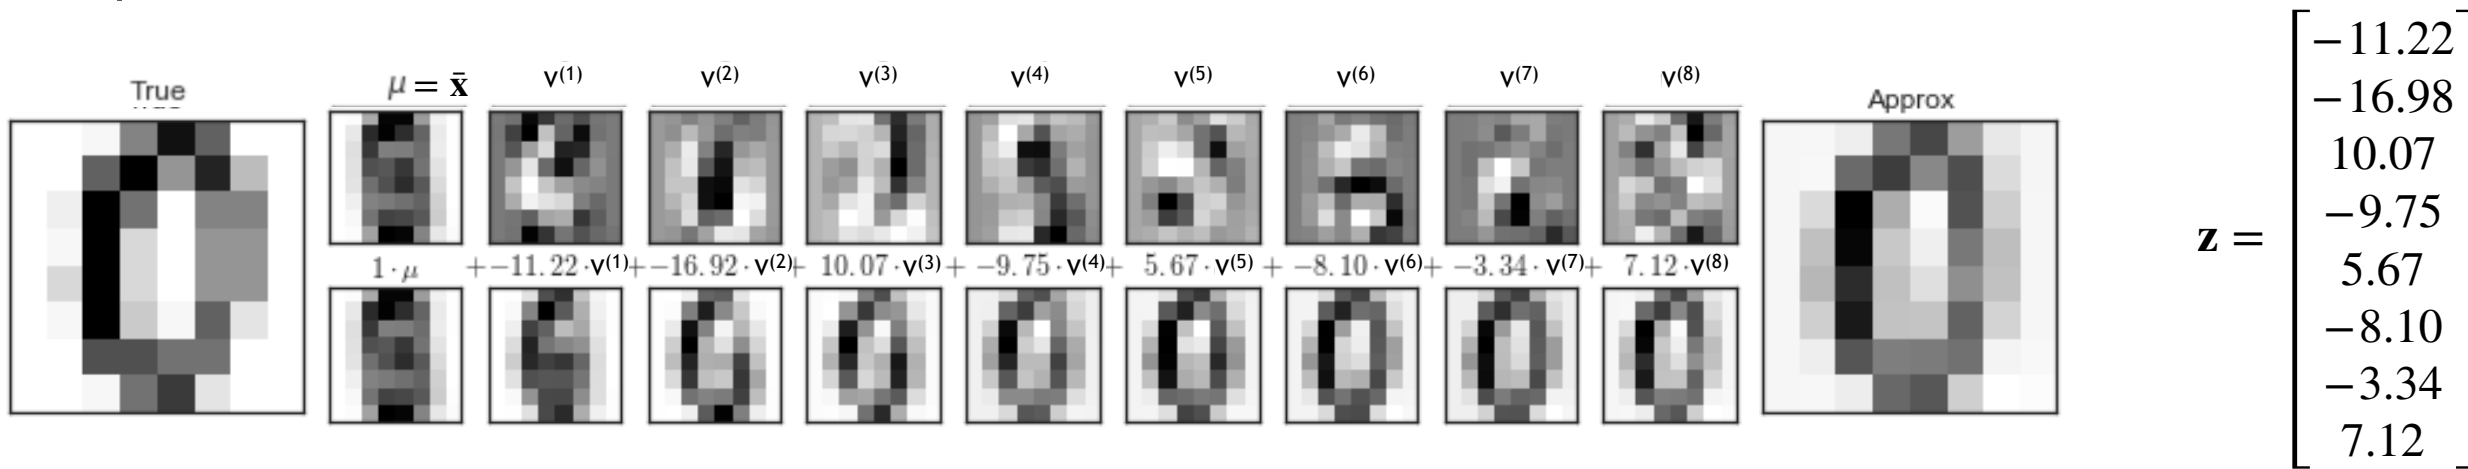 True
μ = x̄ v(1) v(2) v(3) v(4) v(5) v(6) v(7) v(8)
Approx
1 · μ +−11.22 · v(1) + −16.92 · v(2) + 10.07 · v(3) + −9.75 · v(4) + 5.67 · v(5) + −8.10 · v(6) + −3.34 · v(7) + 7.12 · v(8)
z =
−11.22
−16.98
10.07
−9.75
5.67
−8.10
−3.34
7.12